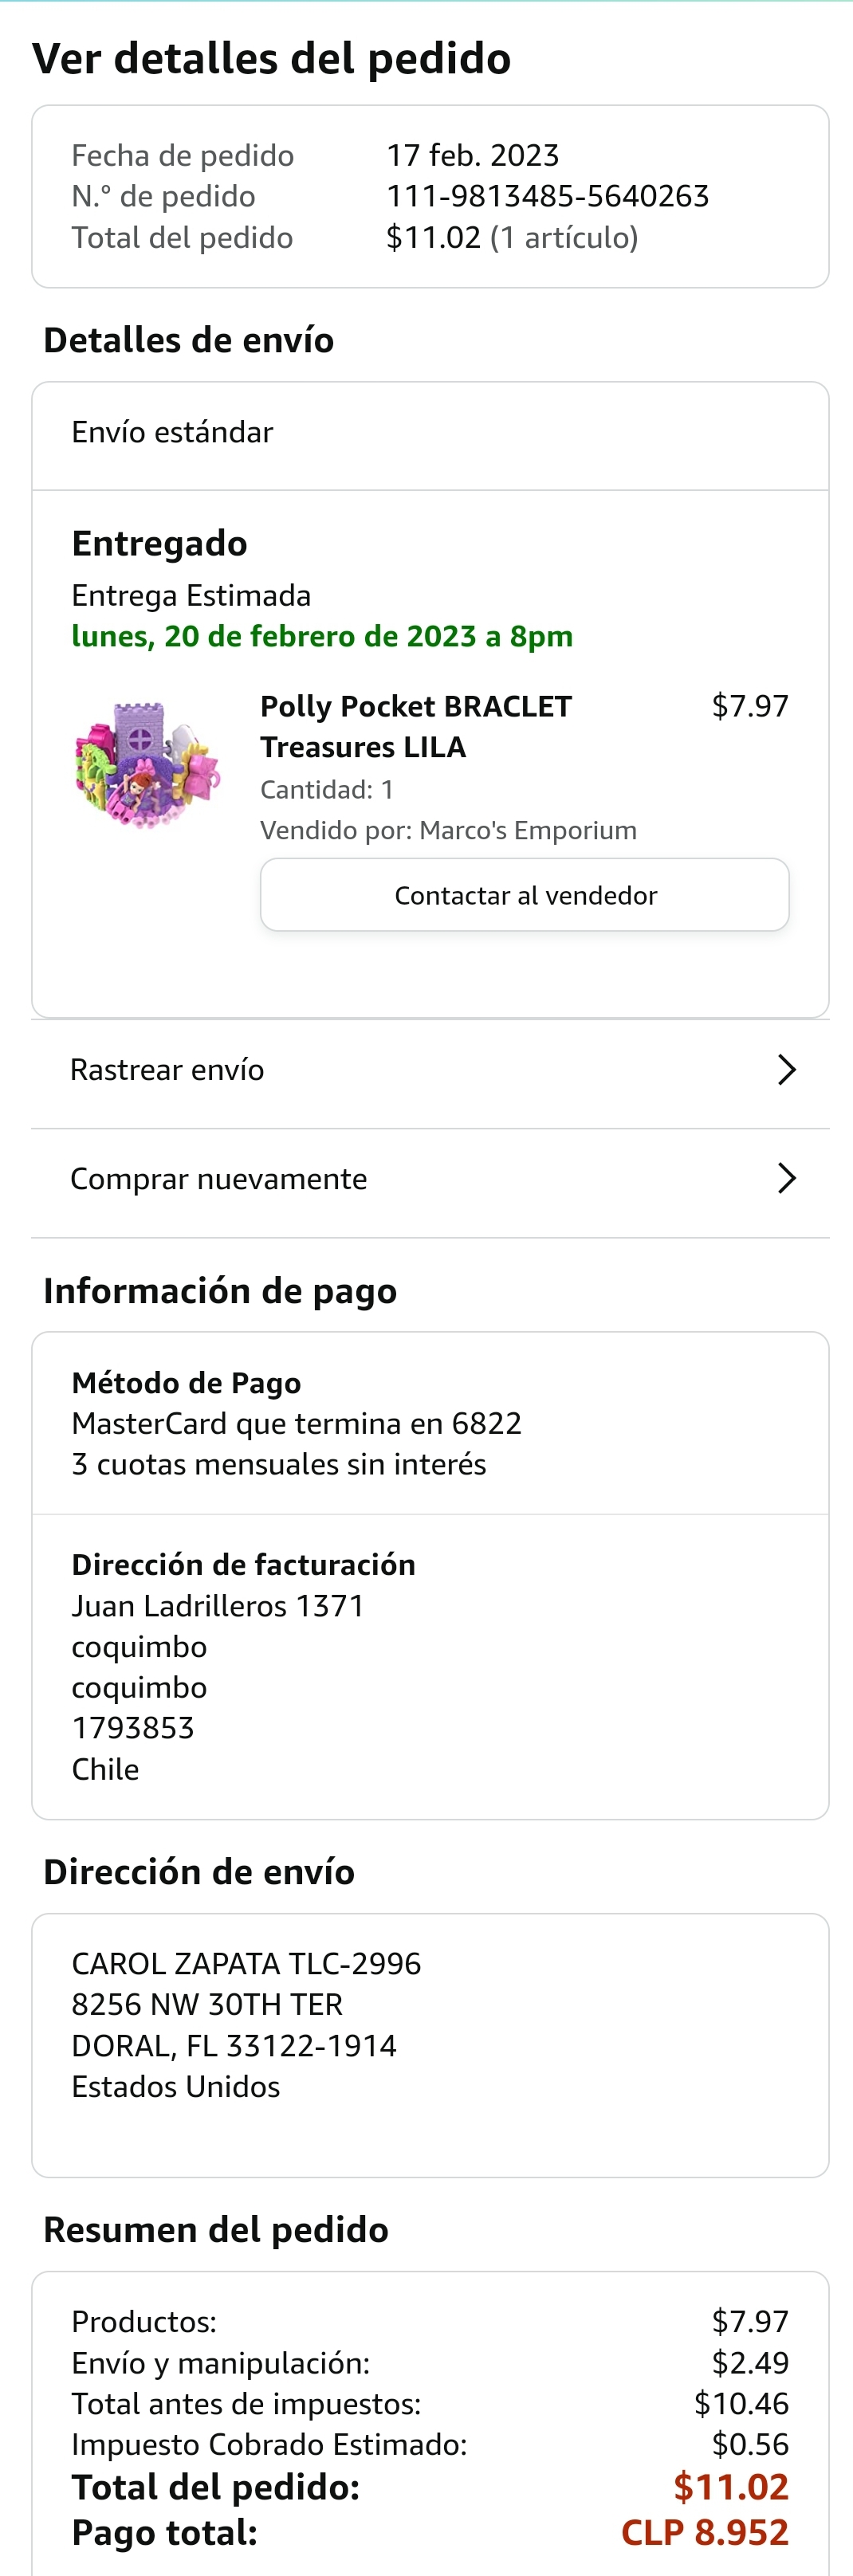 Ver detalles del pedido
Fecha de pedido 17 feb. 2023
N.° de pedido 111-9813485-5640263
Total del pedido $11.02 (1 artículo)
Detalles de envío
Envío estándar
Entregado
Entrega Estimada
lunes, 20 de febrero de 2023 a 8pm
Polly Pocket BRACLET $7.97
Treasures LILA
Cantidad: 1
Vendido por: Marco's Emporium
Contactar al vendedor
Rastrear envío
Comprar nuevamente
Información de pago
Método de Pago
MasterCard que termina en 6822
3 cuotas mensuales sin interés
Dirección de facturación
Juan Ladrilleros 1371
coquimbo
coquimbo
1793853
Chile
Dirección de envío
CAROL ZAPATA TLC-2996
8256 NW 30TH TER
DORAL, FL 33122-1914
Estados Unidos
Resumen del pedido
Productos: $7.97
Envío y manipulación: $2.49
Total antes de impuestos: $10.46
Impuesto Cobrado Estimado: $0.56
Total del pedido: $11.02
Pago total: CLP 8.952